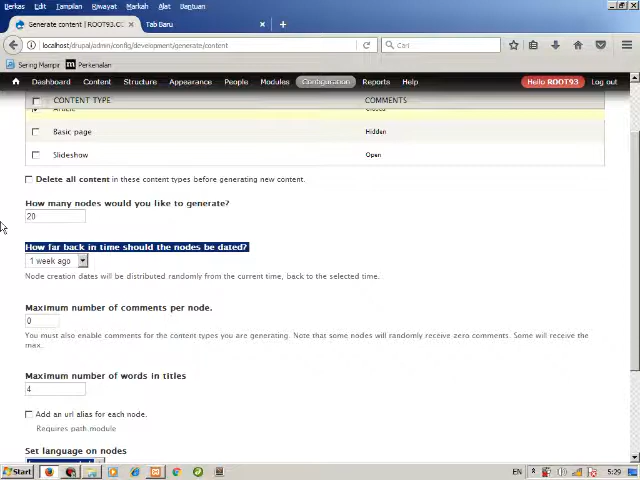 Berkas Edit Tampilan Riwayat Markah Alat Bantuan
Generate content | ROOT93.C...
Tab Baru
localhost/drupal/admin/config/development/generate/content
Cari
Sering Mampir
Perkenalan
Dashboard Content Structure Appearance People Modules Configuration Reports Help Hello ROOT93 Log out
CONTENT TYPE COMMENTS
Article Closed
Basic page Hidden
Slideshow Open
Delete all content in these content types before generating new content.
How many nodes would you like to generate?
20
How far back in time should the nodes be dated?
1 week ago
Node creation dates will be distributed randomly from the current time, back to the selected time.
Maximum number of comments per node.
0
You must also enable comments for the content types you are generating. Note that some nodes will randomly receive zero comments. Some will receive the
max.
Maximum number of words in titles
4
Add an url alias for each node.
Requires path.module
Set language on nodes
Start EN 5:29